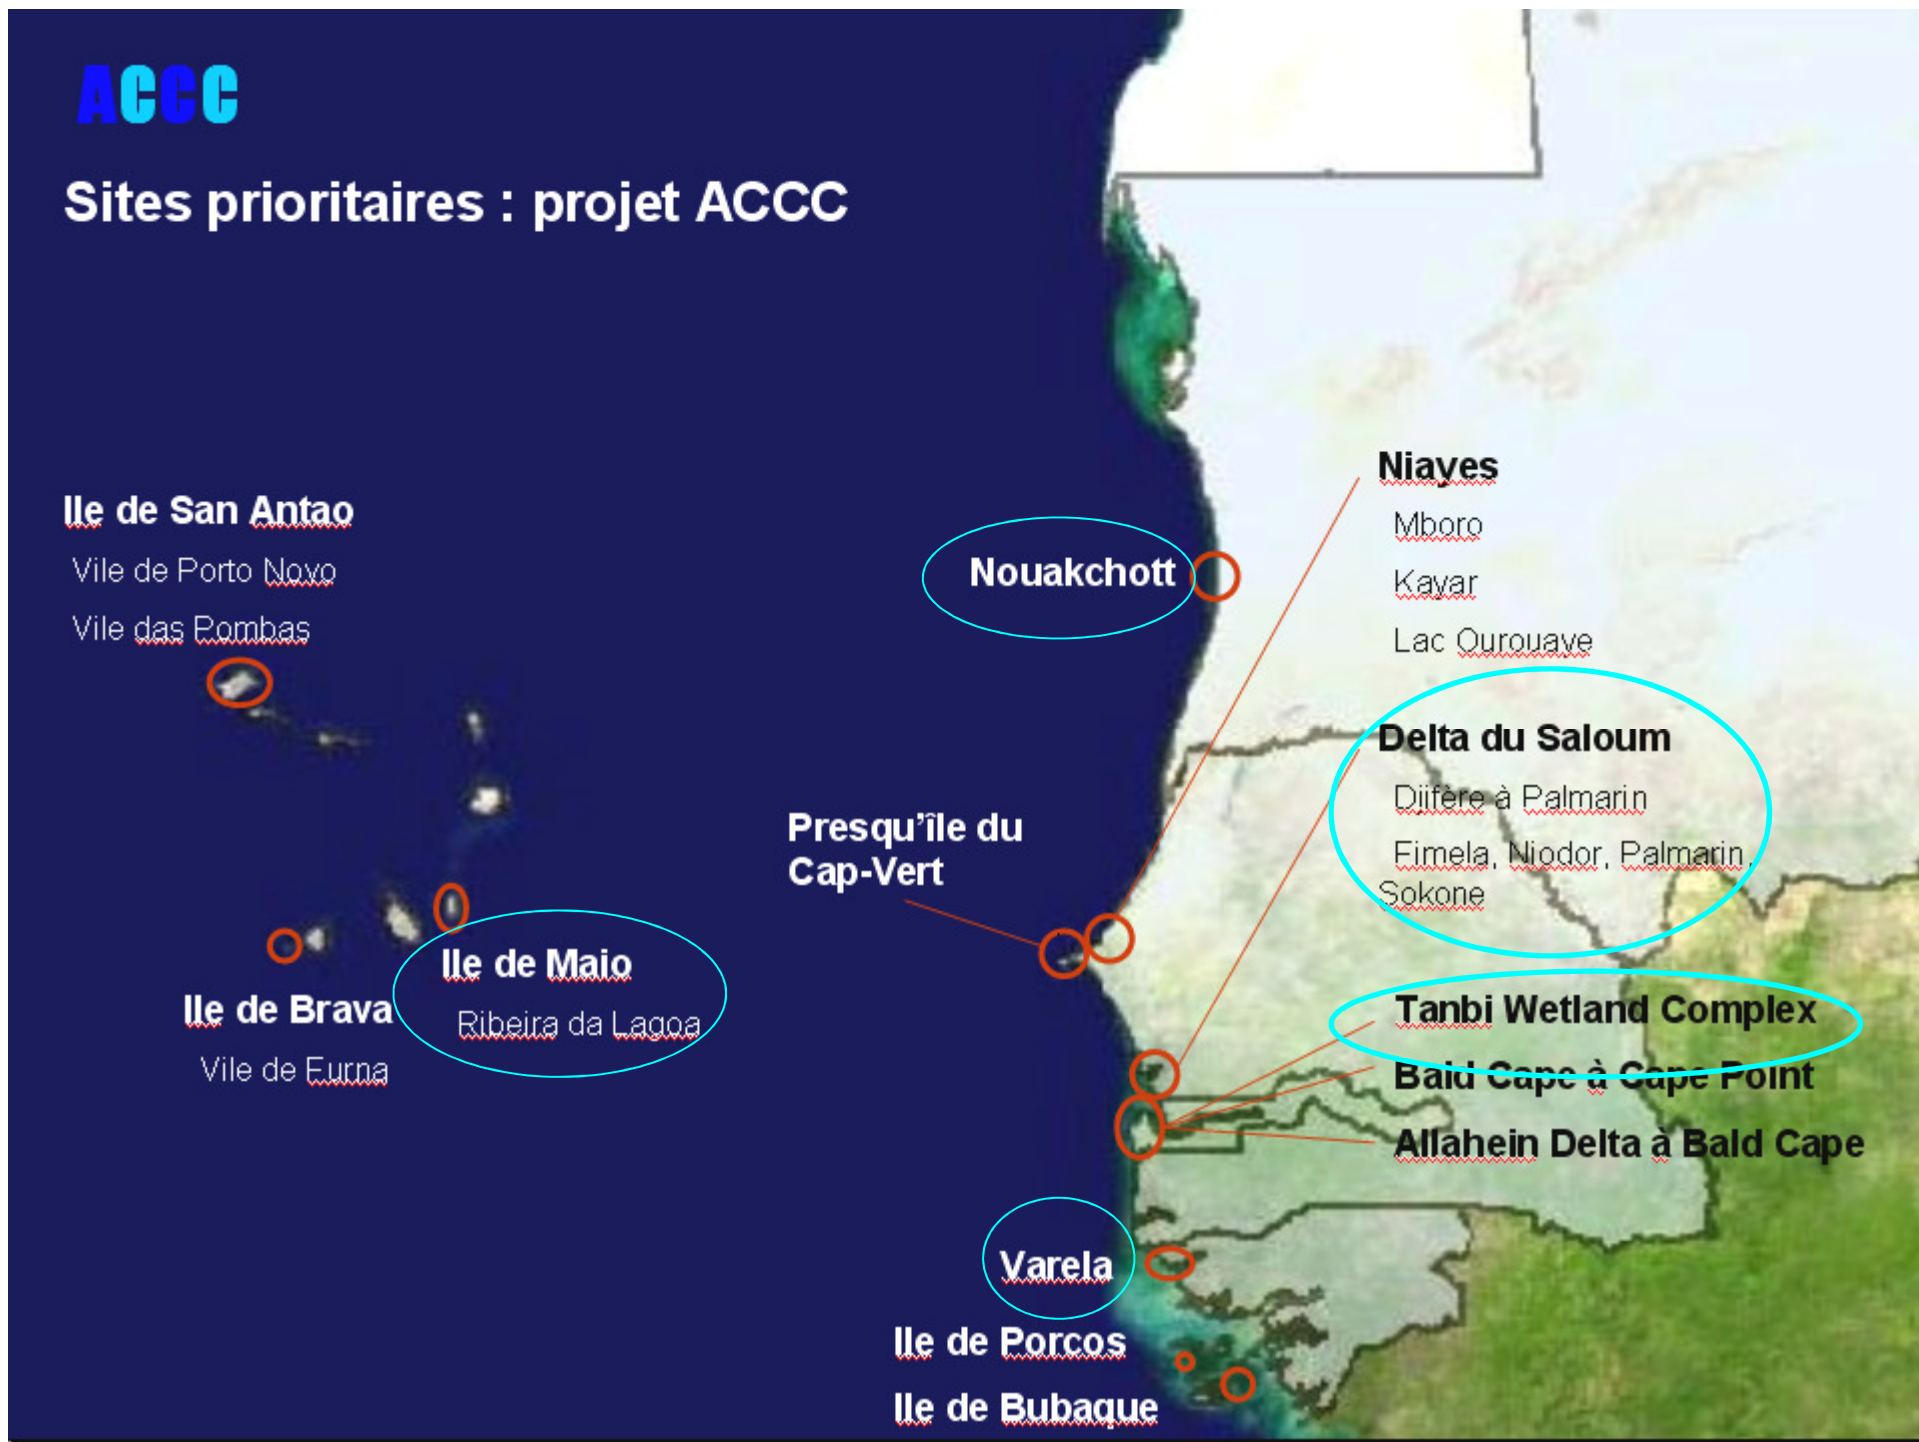 ACCC
Sites prioritaires : projet ACCC
Ile de San Antao
Vile de Porto Novo
Vile das Pombas
Ile de Brava
Vile de Furna
Ile de Maio
Ribeira da Lagoa
Nouakchott
Presqu’île du
Cap-Vert
Niayes
Mboro
Kayar
Lac Ourouaye
Delta du Saloum
Djifère à Palmarin
Fimela, Niodor, Palmarin,
Sokone
Tanbi Wetland Complex
Bald Cape à Cape Point
Allahein Delta à Bald Cape
Varela
Ile de Porcos
Ile de Bubaque